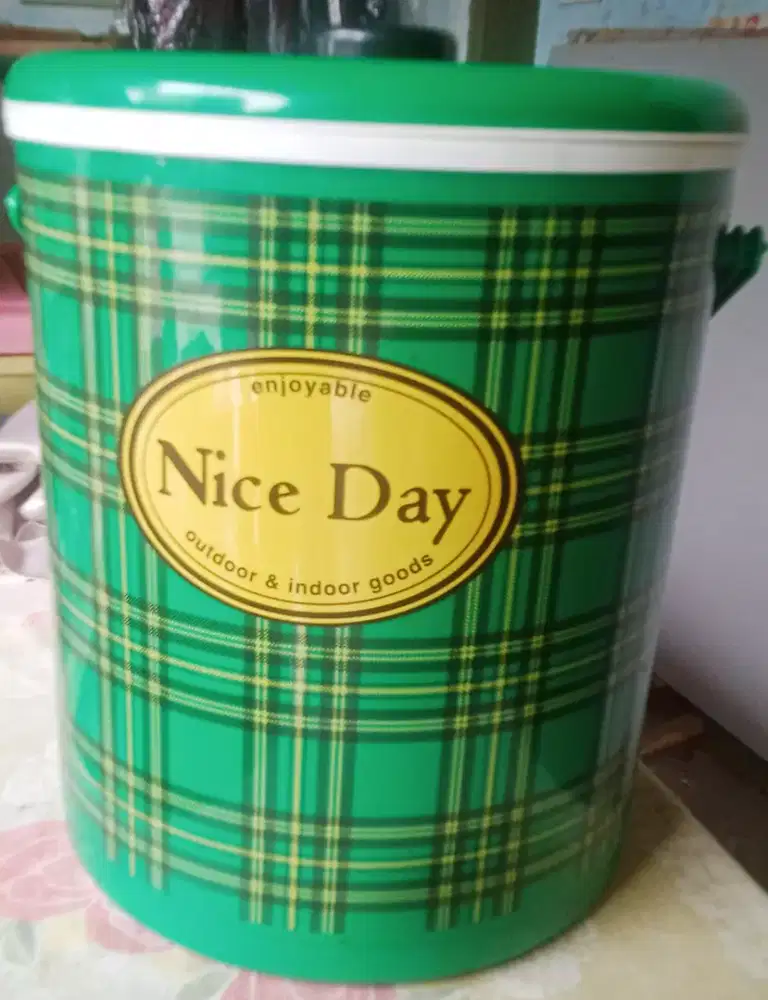 enjoyable
Nice Day
outdoor & indoor goods